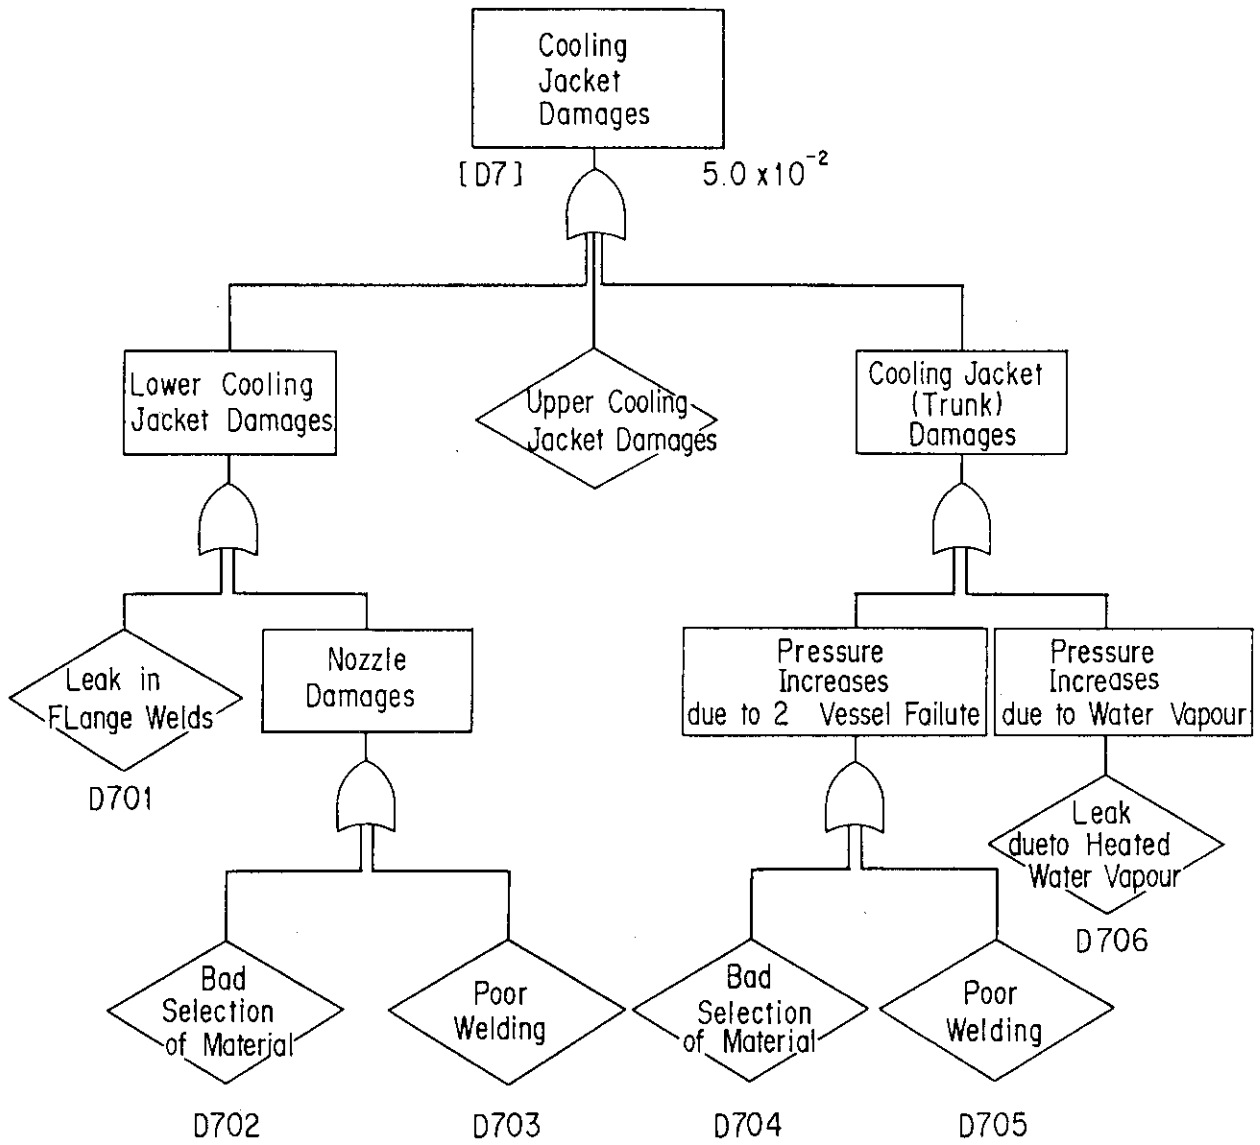 Cooling
Jacket
Damages
[D7]
5.0 x 10⁻²
Lower Cooling
Jacket Damages
Upper Cooling
Jacket Damages
Cooling Jacket
(Trunk)
Damages
Leak in
FLange Welds
D701
Nozzle
Damages
Pressure
Increases
due to 2 Vessel Failute
Pressure
Increases
due to Water Vapour
Leak
dueto Heated
Water Vapour
D706
Bad
Selection
of Material
D702
Poor
Welding
D703
Bad
Selection
of Material
D704
Poor
Welding
D705